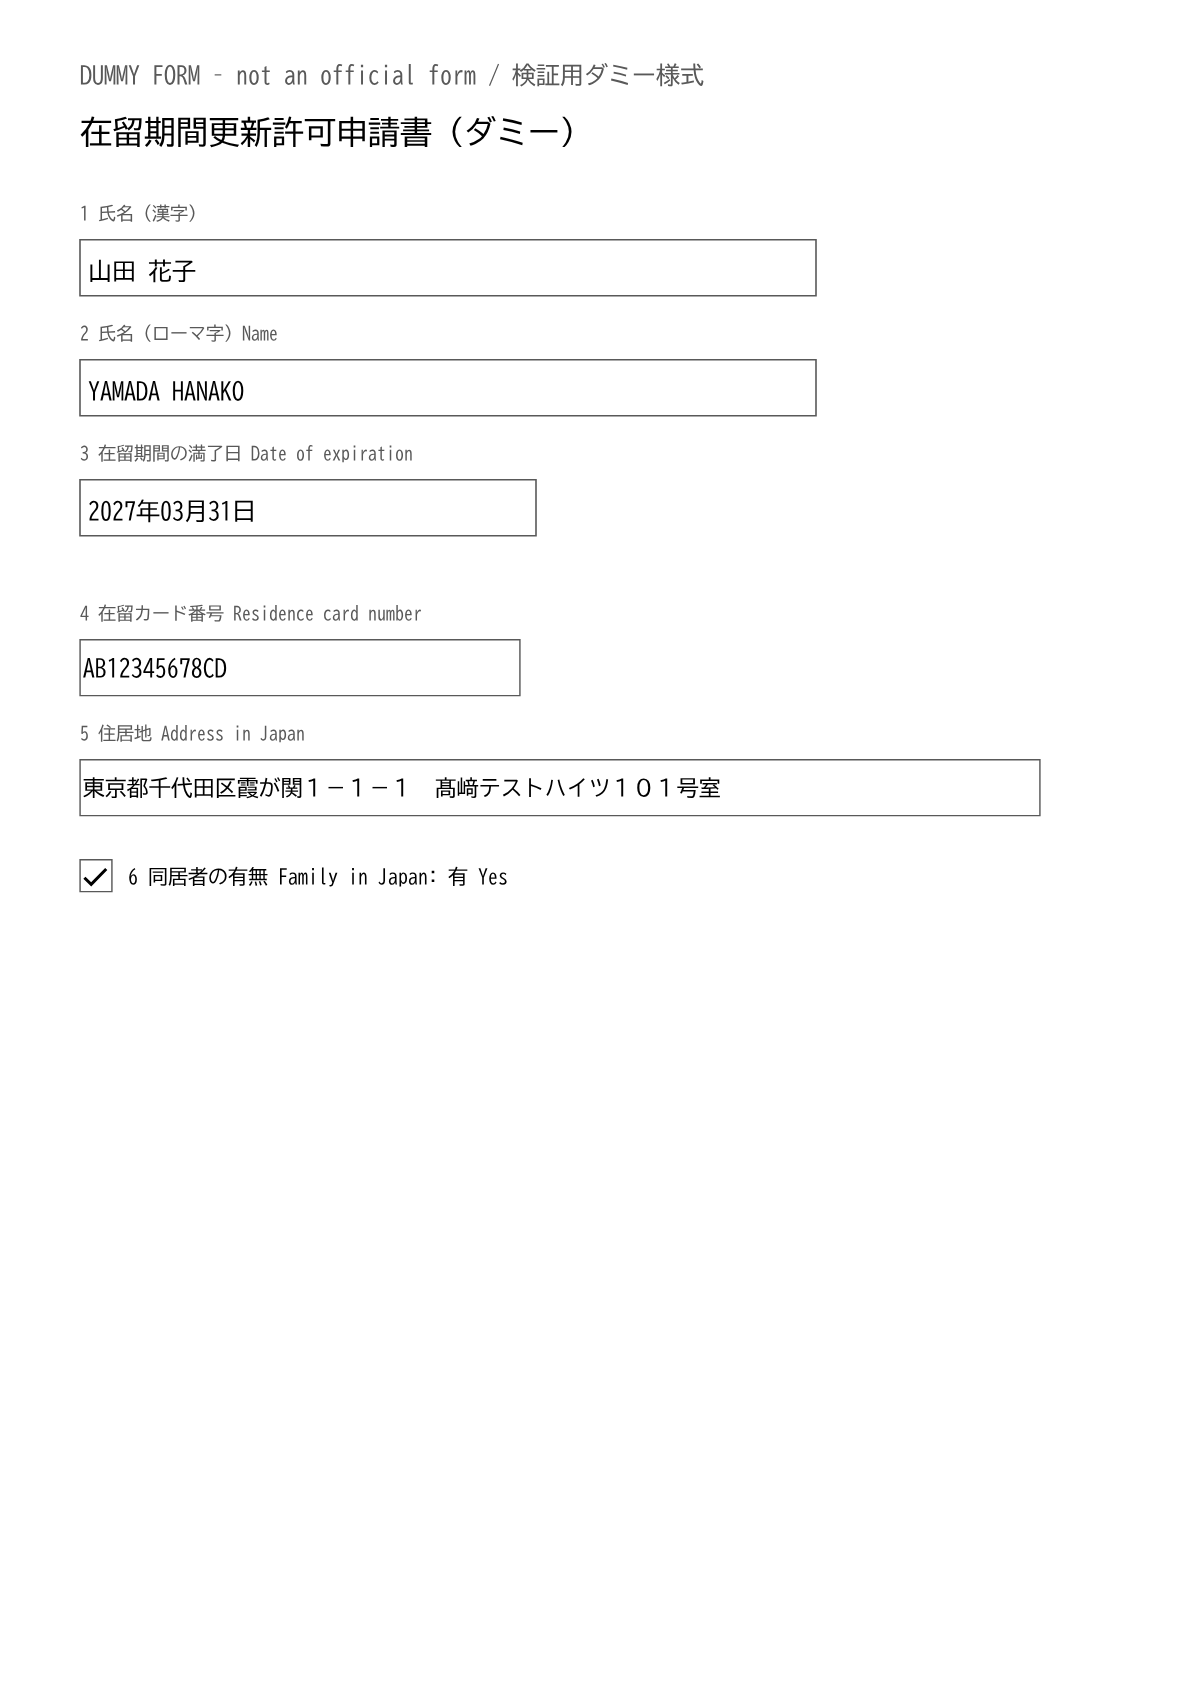 DUMMY FORM - not an official form / 検証用ダミー様式
在留期間更新許可申請書（ダミー）
1 氏名（漢字）
山田 花子
2 氏名（ローマ字）Name
YAMADA HANAKO
3 在留期間の満了日 Date of expiration
2027年03月31日
4 在留カード番号 Residence card number
AB12345678CD
5 住居地 Address in Japan
東京都千代田区霞が関１－１－１　髙﨑テストハイツ１０１号室
6 同居者の有無 Family in Japan: 有 Yes